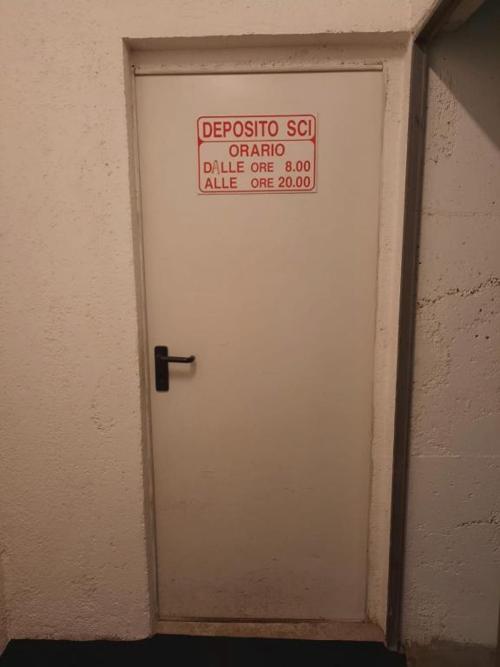 DEPOSITO SCI
ORARIO
DALLE ORE 8.00
ALLE ORE 20.00